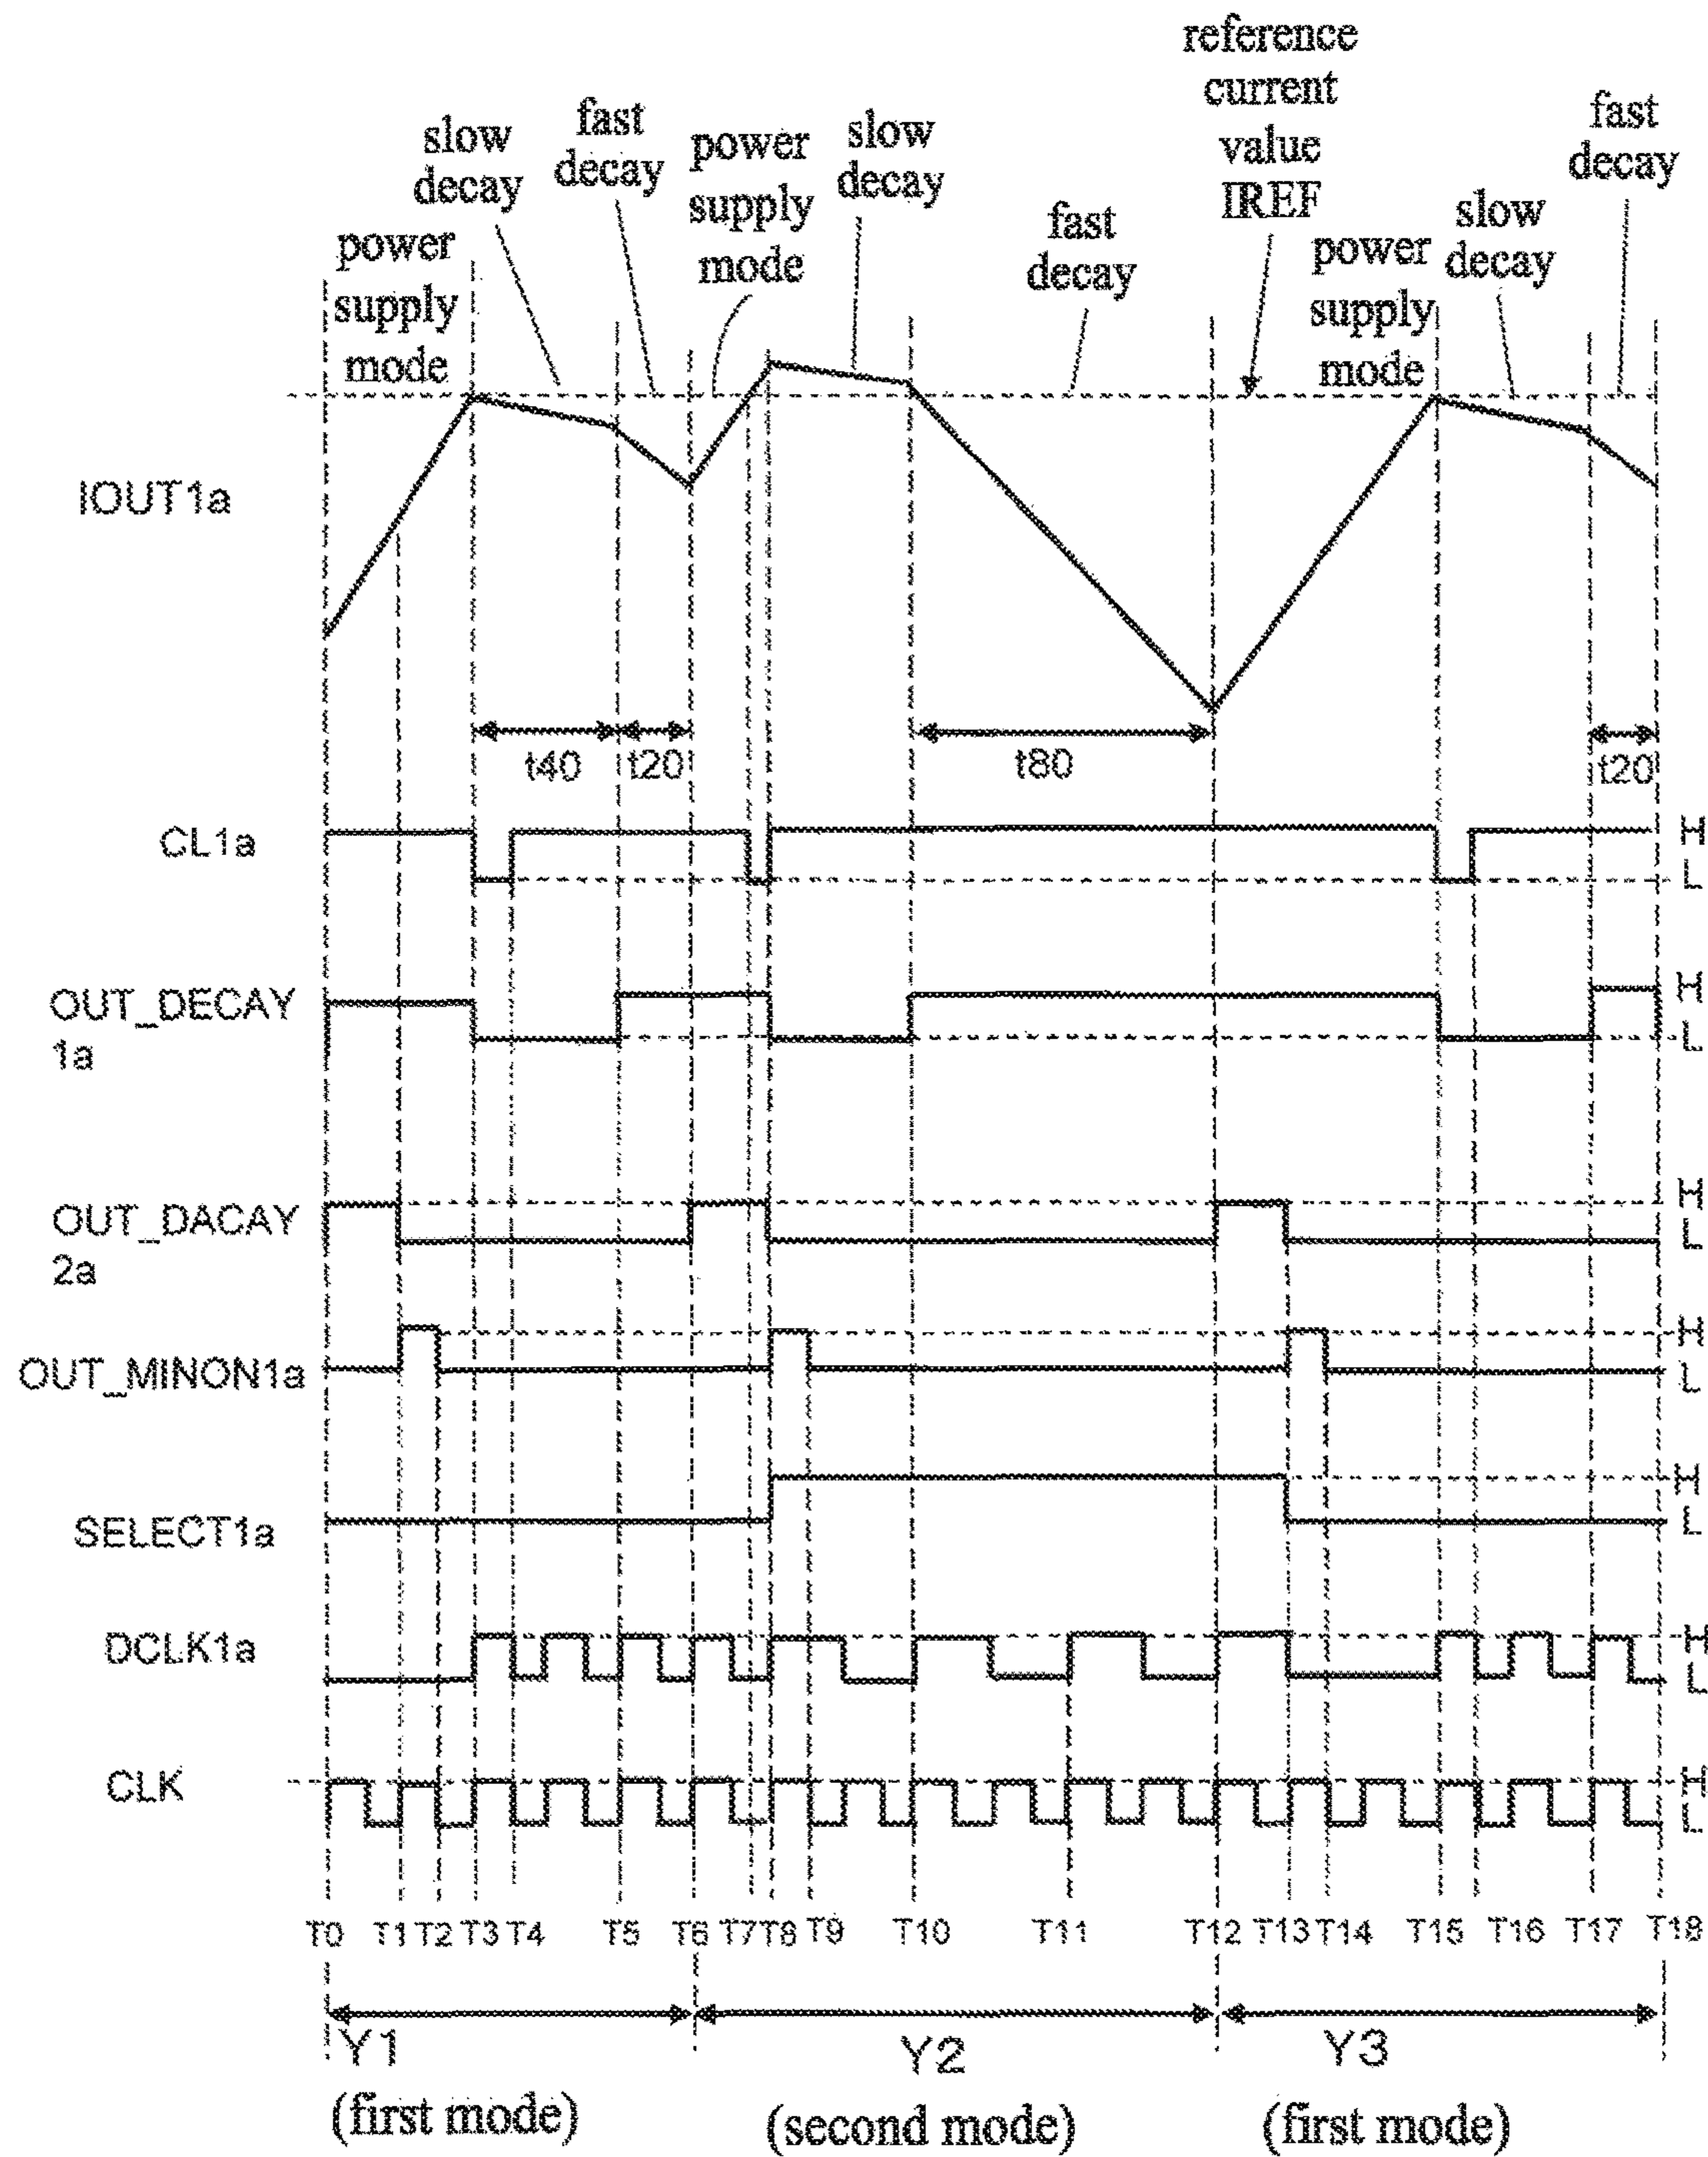 reference
current
value
IREF
slow
decay
fast
decay
power
supply
mode
slow
decay
fast
decay
power
supply
mode
fast
decay
power
supply
mode
slow
decay
IOUT1a
t40
t20
t80
t20
CL1a
H
L
OUT_DECAY
1a
H
L
OUT_DACAY
2a
H
L
OUT_MINON1a
H
L
SELECT1a
H
L
DCLK1a
H
L
CLK
H
L
T0 T1 T2 T3 T4 T5 T6 T7 T8 T9 T10 T11 T12 T13 T14 T15 T16 T17 T18
Y1 Y2 Y3
(first mode) (second mode) (first mode)